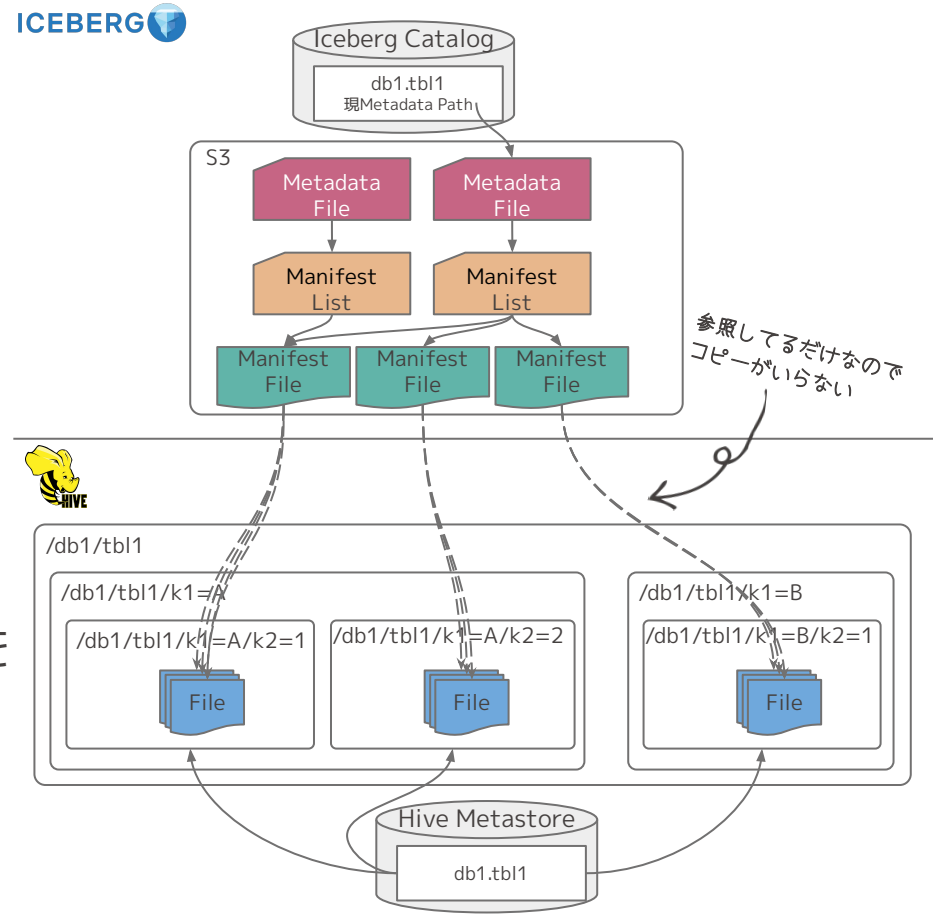 ICEBERG
Iceberg Catalog
db1.tbl1
現Metadata Path
S3
Metadata
File
Metadata
File
Manifest
List
Manifest
List
Manifest
File
Manifest
File
Manifest
File
参照してるだけなので
コピーがいらない
HIVE
/db1/tbl1
/db1/tbl1/k1=A
/db1/tbl1/k1=B
/db1/tbl1/k1=A/k2=1
/db1/tbl1/k1=A/k2=2
/db1/tbl1/k1=B/k2=1
File
File
File
Hive Metastore
db1.tbl1